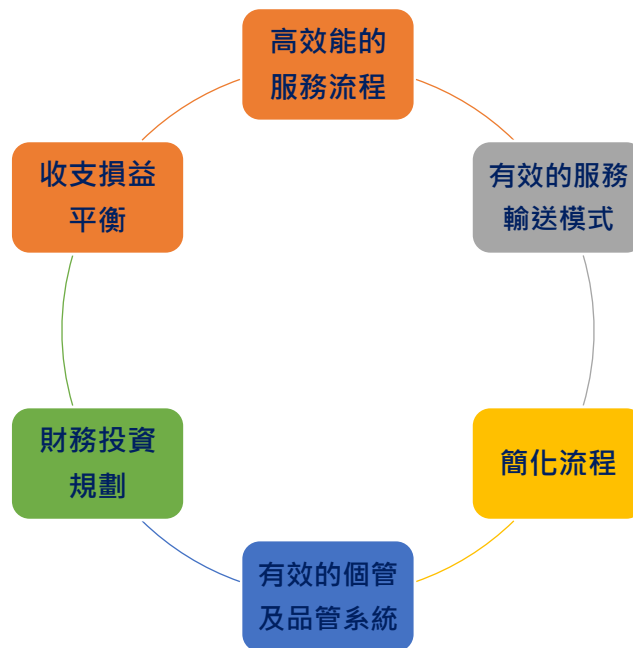 高效能的
服務流程
有效的服務
輸送模式
簡化流程
有效的個管
及品管系統
財務投資
規劃
收支損益
平衡